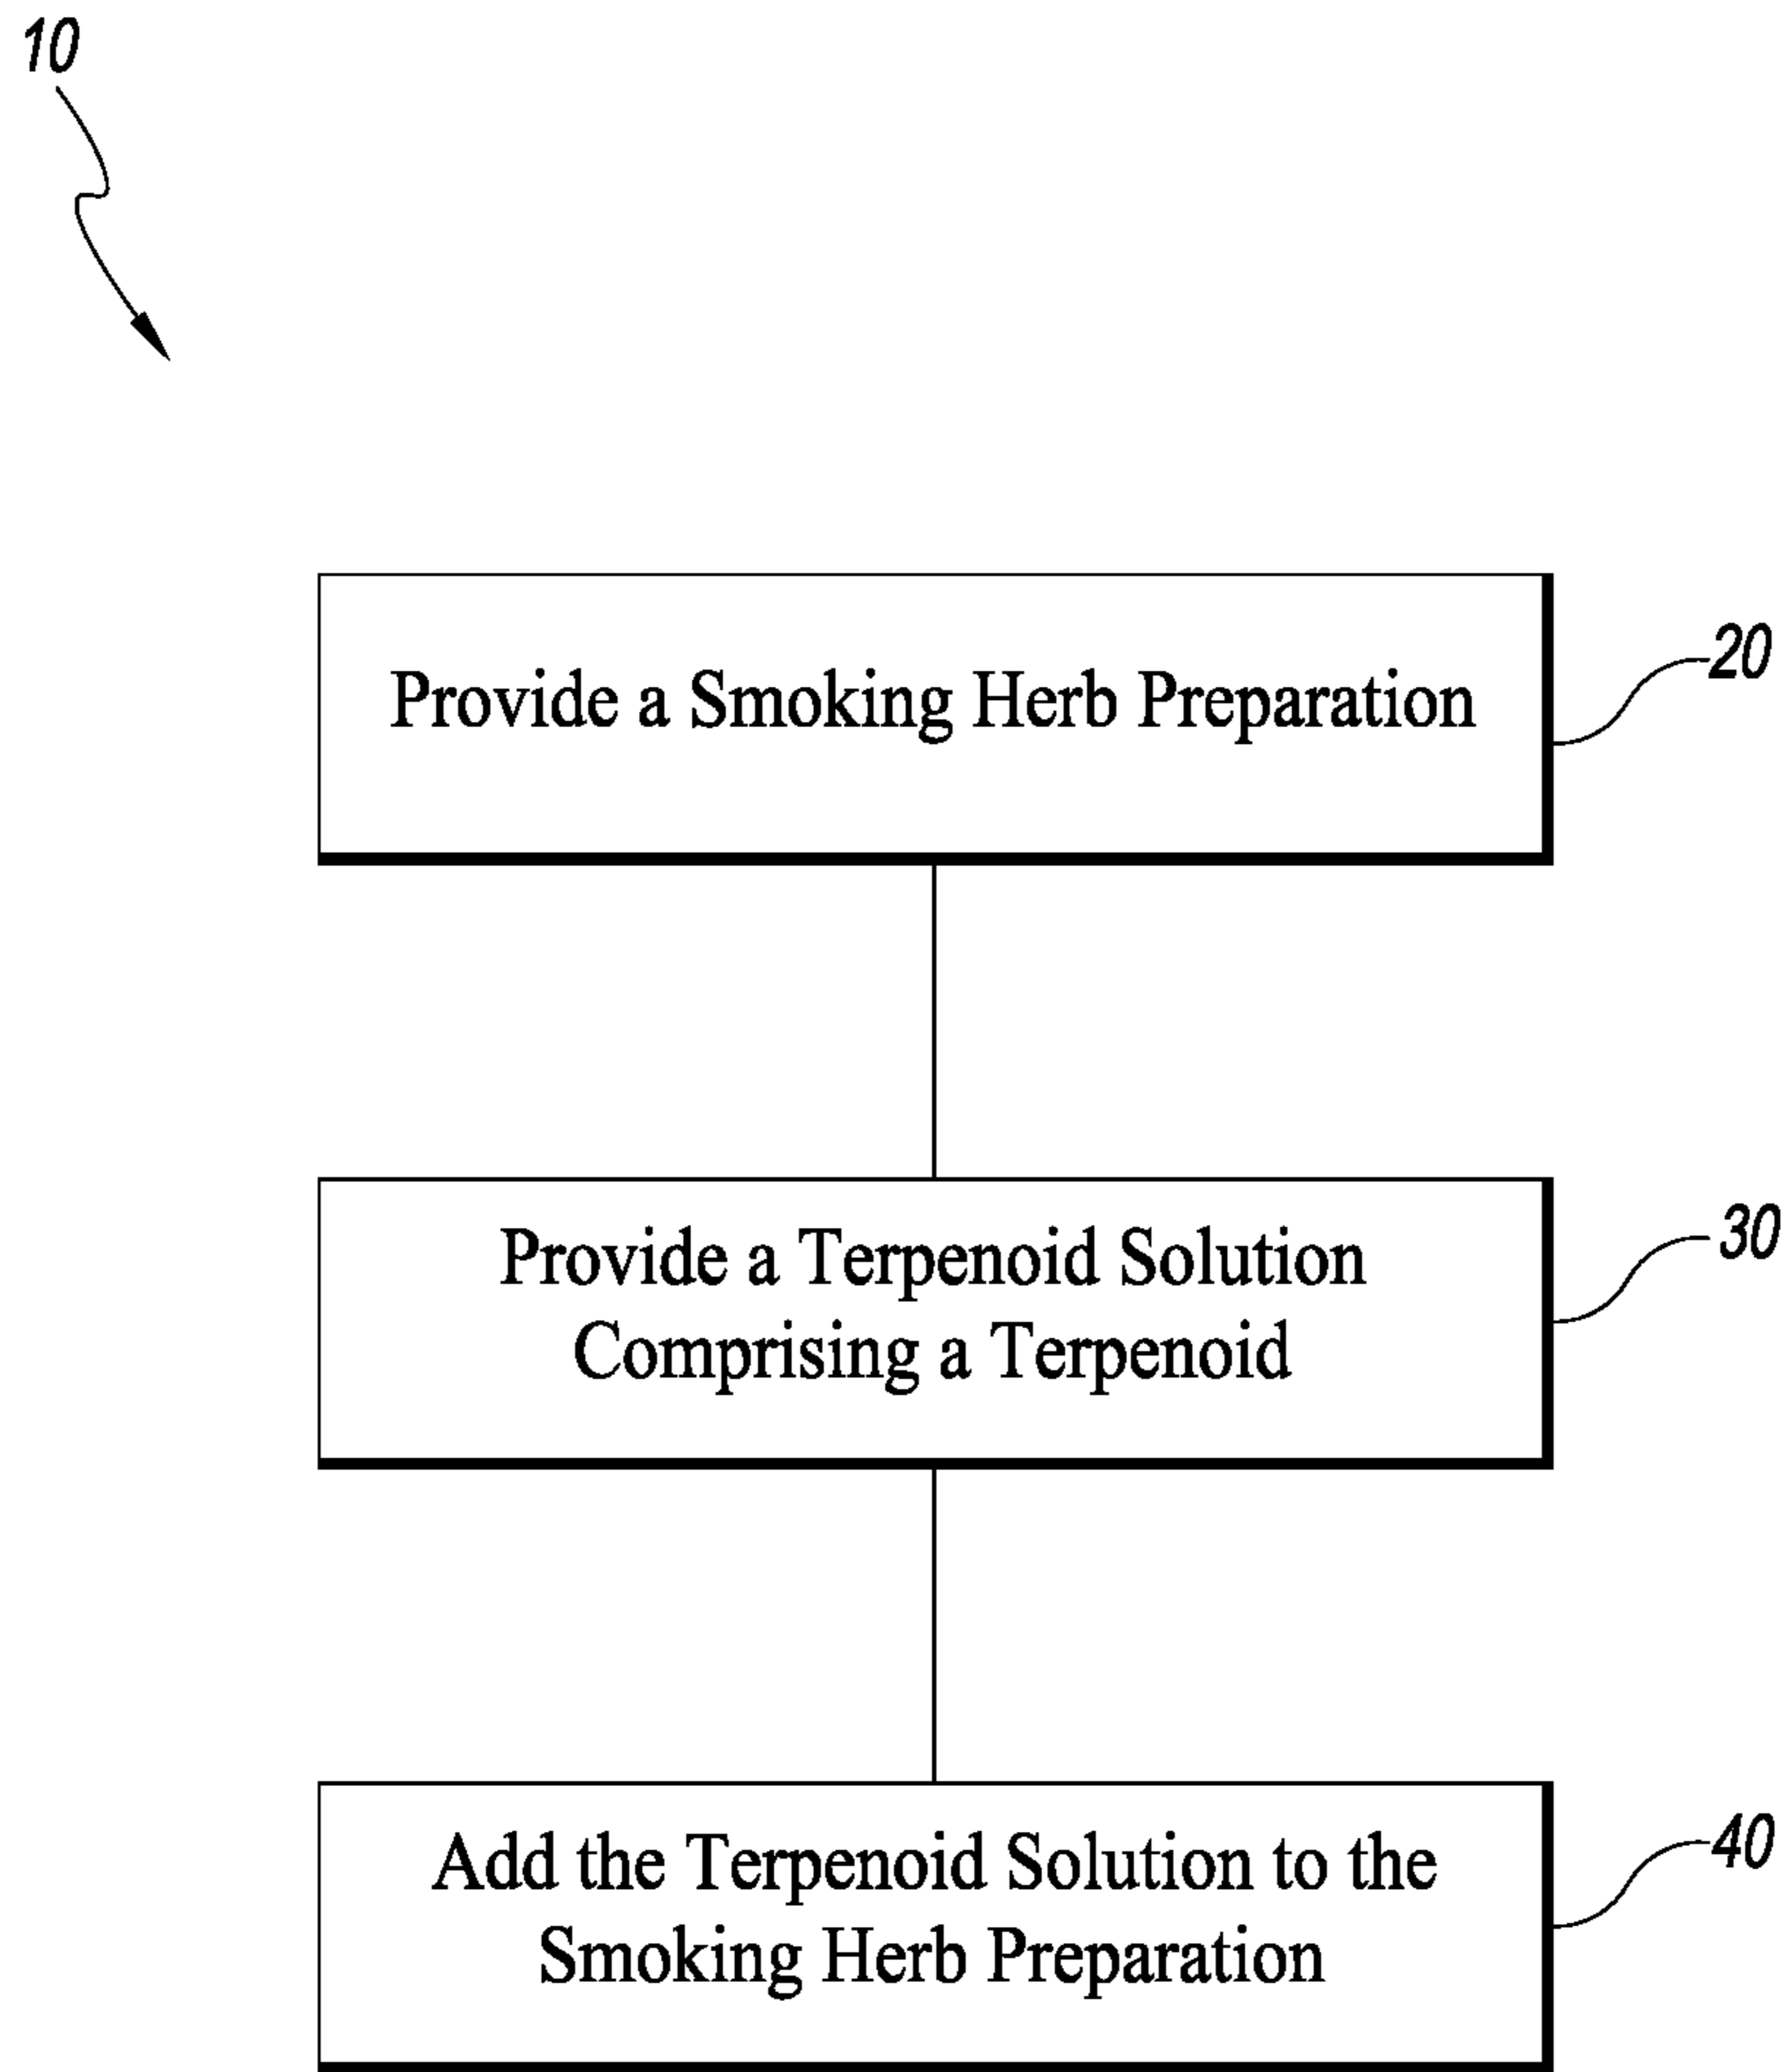 10
Provide a Smoking Herb Preparation
20
Provide a Terpenoid Solution
Comprising a Terpenoid
30
Add the Terpenoid Solution to the
Smoking Herb Preparation
40